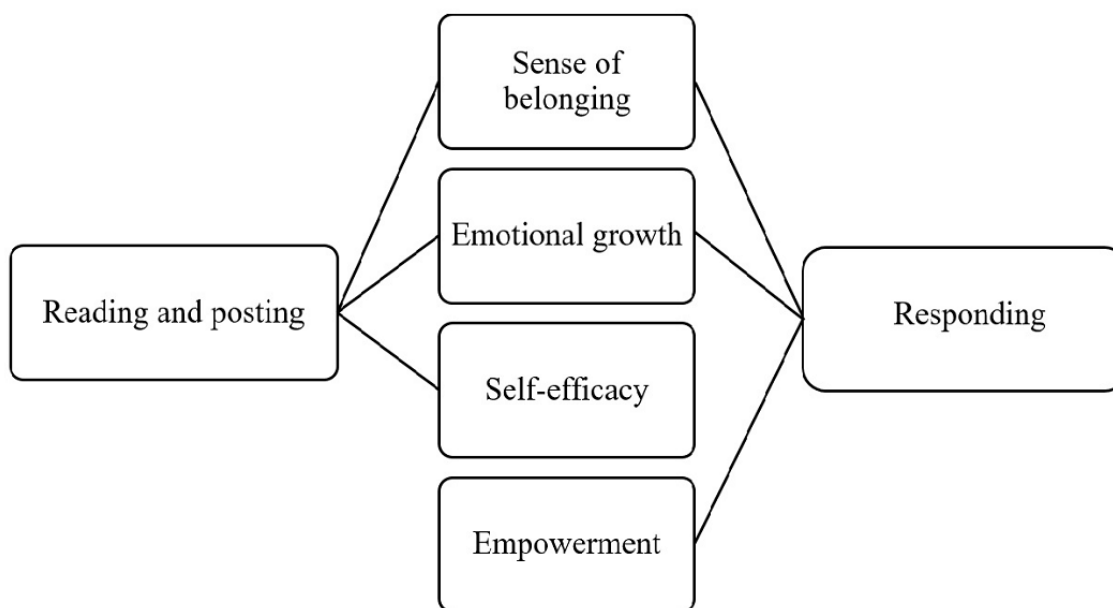 Sense of
belonging
Emotional growth
Reading and posting
Responding
Self-efficacy
Empowerment